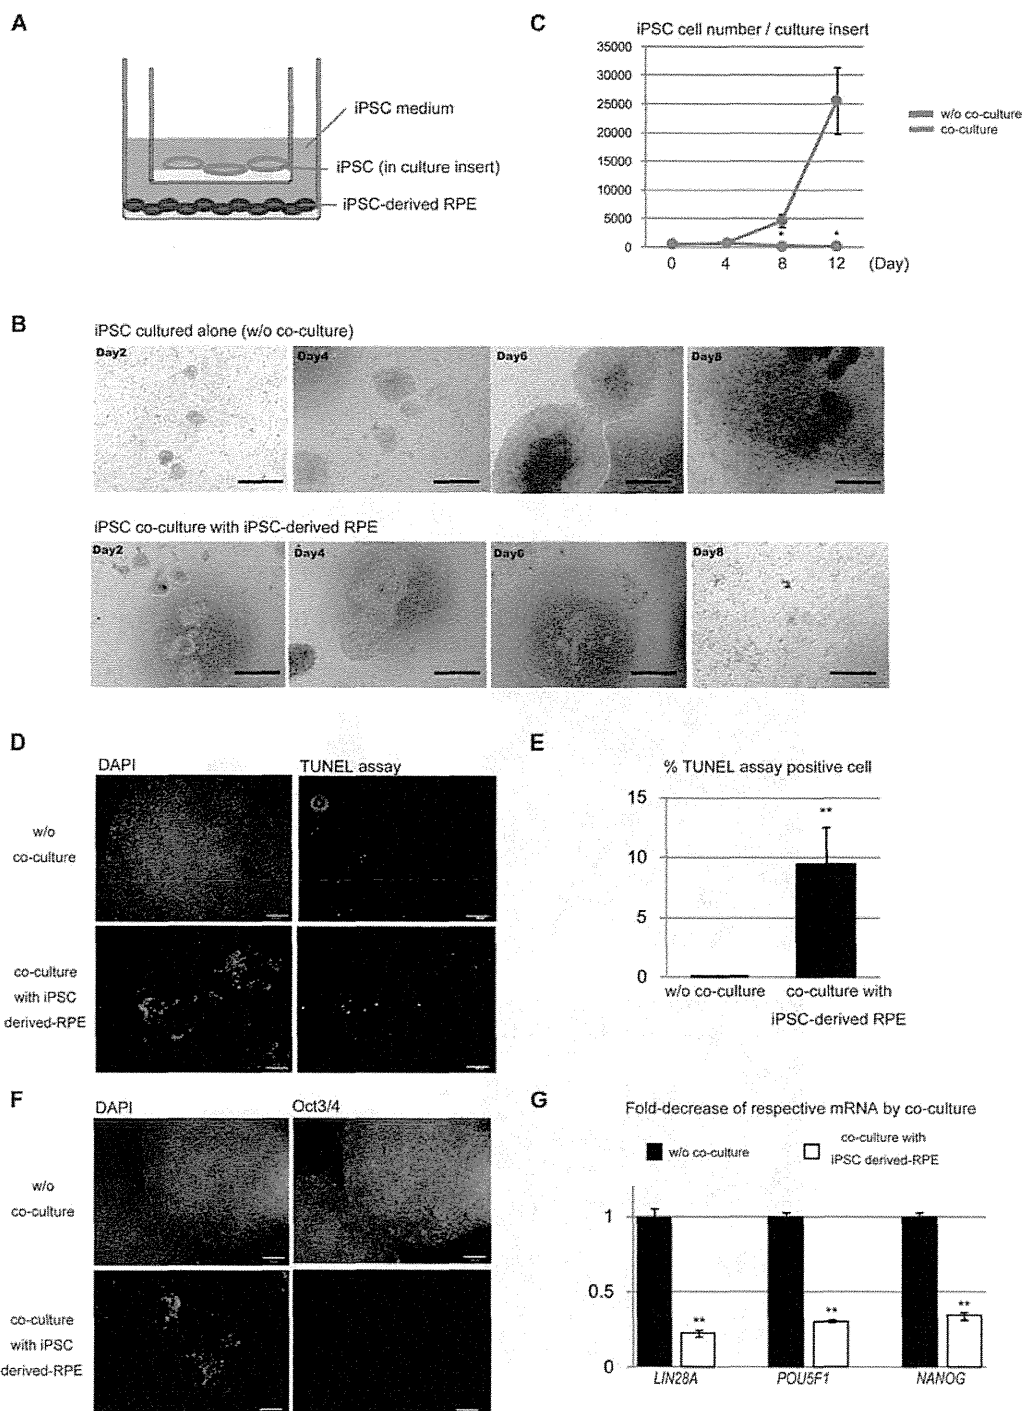 A
iPSC medium
iPSC (in culture insert)
iPSC-derived RPE
C
iPSC cell number / culture insert
35000
30000
25000
20000
15000
10000
5000
0
* *
0 4 8 12 (Day)
w/o co-culture
co-culture
B
iPSC cultured alone (w/o co-culture)
Day2 Day4 Day6 Day8
iPSC co-culture with iPSC-derived RPE
Day2 Day4 Day6 Day8
D
DAPI TUNEL assay
w/o
co-culture
co-culture
with iPSC
derived-RPE
E
% TUNEL assay positive cell
15
10
5
0
**
w/o co-culture co-culture with
iPSC-derived RPE
F
DAPI Oct3/4
w/o
co-culture
co-culture
with iPSC
derived-RPE
G
Fold-decrease of respective mRNA by co-culture
w/o co-culture
co-culture with
iPSC derived-RPE
1
0.5
0
** ** **
LIN28A POU5F1 NANOG